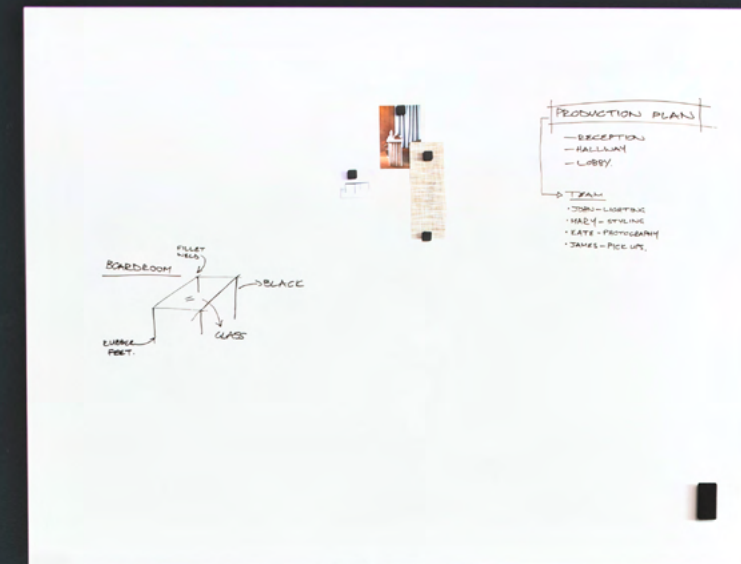 PRODUCTION PLAN
- RECEPTION
- HALLWAY
- LOBBY.
TEAM
• JOHN - LIGHTING
• MARY - STYLING
• KATE - PHOTOGRAPHY
• JAMES - PICK UPS.
BOARDROOM
FILLET
WELD
BLACK
GLASS
RUBBER
FEET.